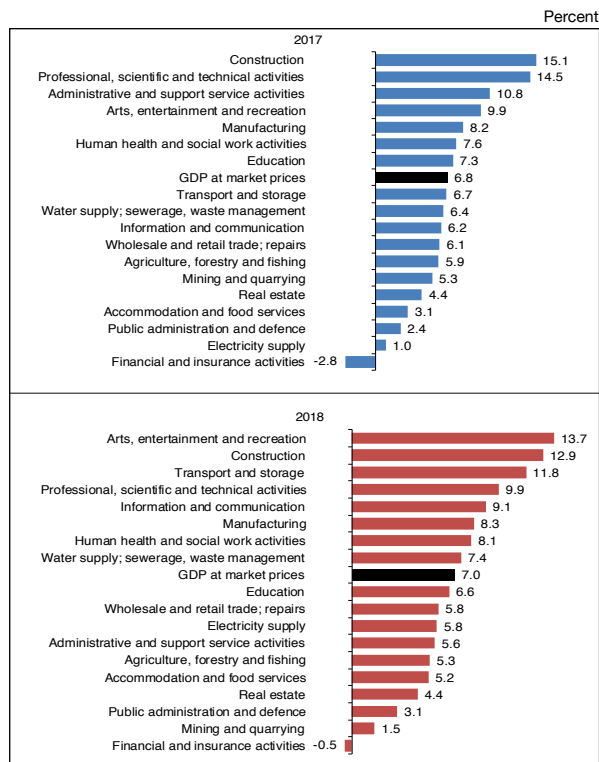 Percent
2017
Construction 15.1
Professional, scientific and technical activities 14.5
Administrative and support service activities 10.8
Arts, entertainment and recreation 9.9
Manufacturing 8.2
Human health and social work activities 7.6
Education 7.3
GDP at market prices 6.8
Transport and storage 6.7
Water supply; sewerage, waste management 6.4
Information and communication 6.2
Wholesale and retail trade; repairs 6.1
Agriculture, forestry and fishing 5.9
Mining and quarrying 5.3
Real estate 4.4
Accommodation and food services 3.1
Public administration and defence 2.4
Electricity supply 1.0
Financial and insurance activities -2.8
2018
Arts, entertainment and recreation 13.7
Construction 12.9
Transport and storage 11.8
Professional, scientific and technical activities 9.9
Information and communication 9.1
Manufacturing 8.3
Human health and social work activities 8.1
Water supply; sewerage, waste management 7.4
GDP at market prices 7.0
Education 6.6
Wholesale and retail trade; repairs 5.8
Electricity supply 5.8
Administrative and support service activities 5.6
Agriculture, forestry and fishing 5.3
Accommodation and food services 5.2
Real estate 4.4
Public administration and defence 3.1
Mining and quarrying 1.5
Financial and insurance activities -0.5